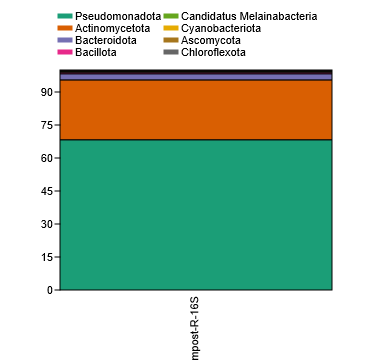 Pseudomonadota
Actinomycetota
Bacteroidota
Bacillota
Candidatus Melainabacteria
Cyanobacteriota
Ascomycota
Chloroflexota
90
75
60
45
30
15
0
mpost-R-16S